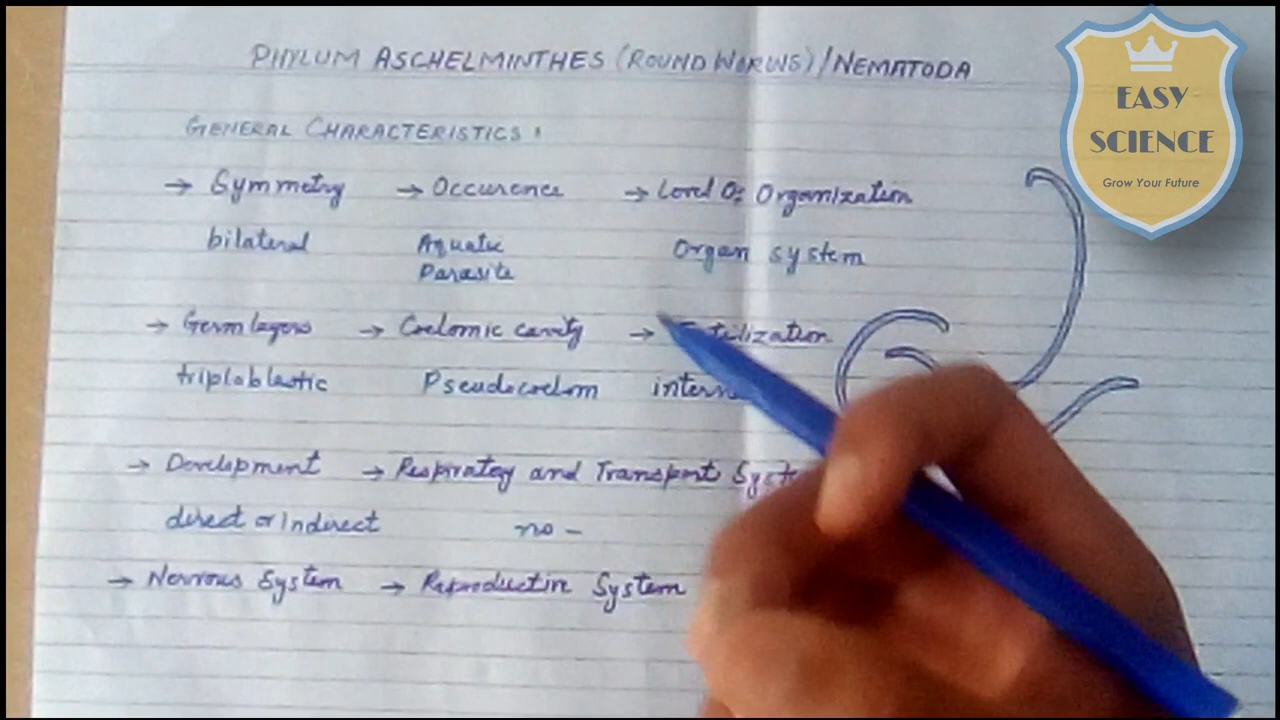 PHYLUM ASCHELMINTHES (ROUND WORMS)/NEMATODA
GENERAL CHARACTERISTICS:
→ Symmetry → Occurence → Level Of Organization
bilateral Aquatic Organ system
Parasite
→ Germ layers → Coelomic cavity →
triploblastic Pseudocoelom
→ Development → Respiratory and Transport
direct or Indirect no -
→ Nervous System → Reproductive System
EASY
SCIENCE
Grow Your Future